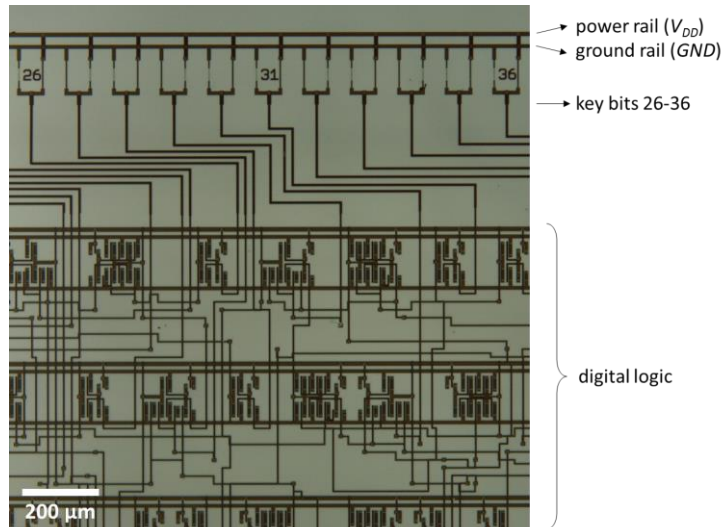 power rail (VDD)
ground rail (GND)
26 31 36
key bits 26-36
digital logic
200 µm